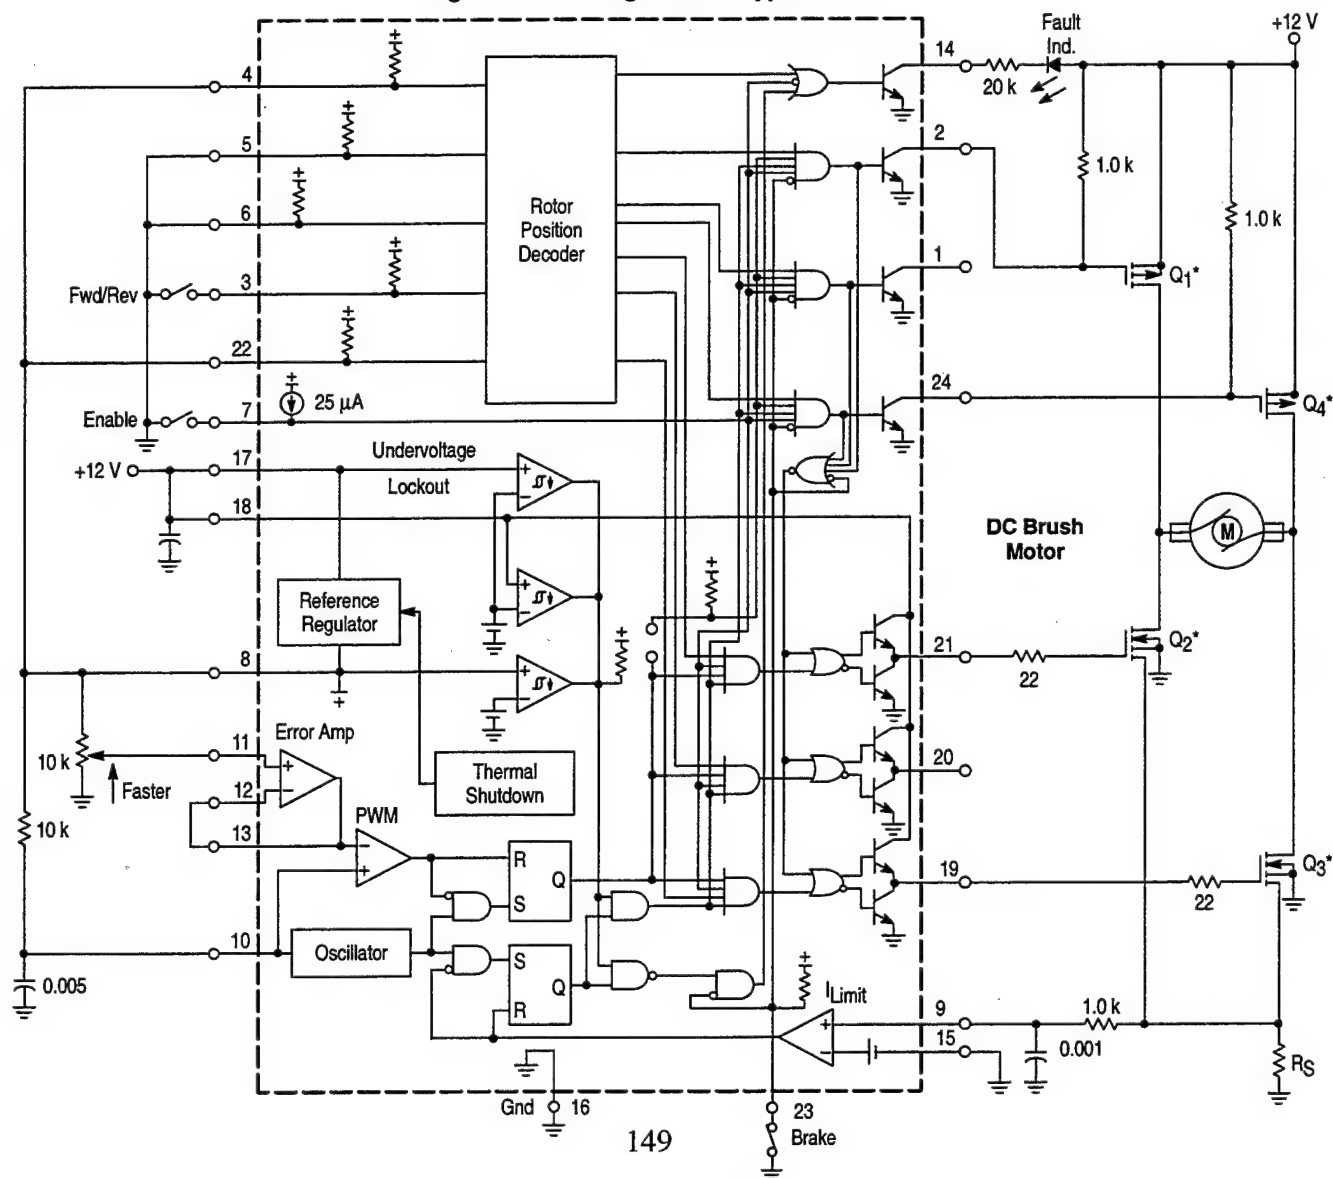 4
5
6
Fwd/Rev
3
22
Enable
7
25 µA
+12 V
17
18
Undervoltage
Lockout
Rotor
Position
Decoder
14
20 k
Fault
Ind.
+12 V
2
1.0 k
1.0 k
1
Q1*
24
Q4*
DC Brush
Motor
M
Reference
Regulator
8
21
22
Q2*
Error Amp
11
10 k
Faster
12
13
10 k
Thermal
Shutdown
20
PWM
R
Q
S
19
22
Q3*
10
Oscillator
S
Q
R
0.005
ILimit
9
1.0 k
15
0.001
RS
Gnd
16
23
Brake
149